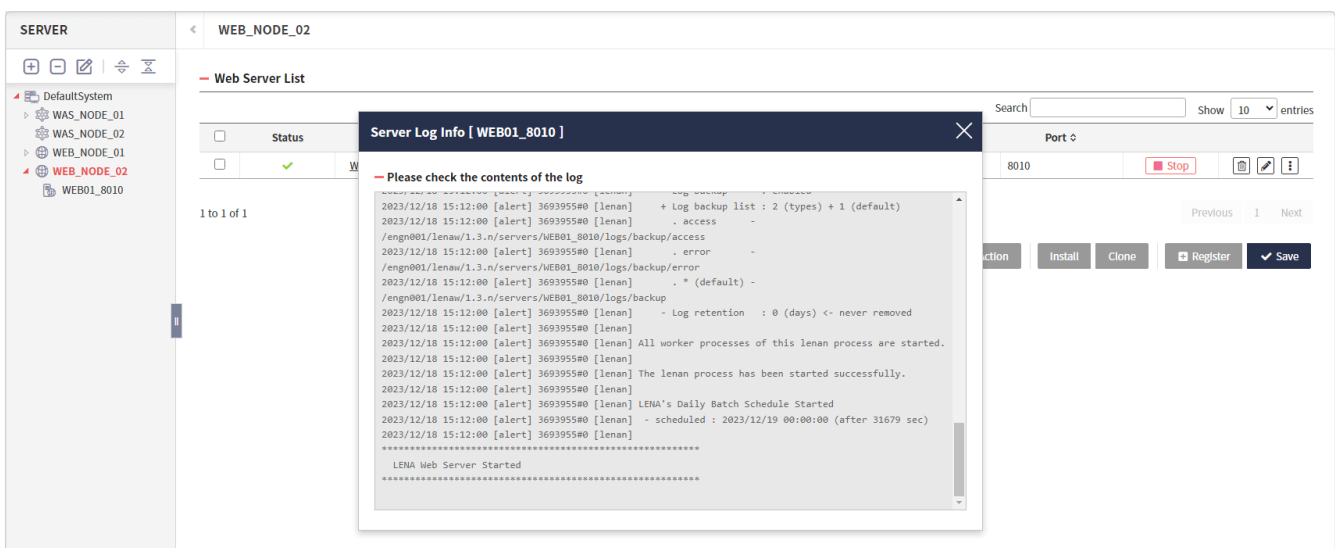 SERVER
WEB_NODE_02
DefaultSystem
WAS_NODE_01
WAS_NODE_02
WEB_NODE_01
WEB_NODE_02
WEB01_8010
Web Server List
Search
Show 10 entries
Status
Port
8010
Stop
1 to 1 of 1
Previous 1 Next
Install
Clone
Register
Save
Server Log Info [ WEB01_8010 ]
Please check the contents of the log
2023/12/18 15:12:00 [alert] 3693955#0 [lenan] - Log backup : enabled
2023/12/18 15:12:00 [alert] 3693955#0 [lenan] + Log backup list : 2 (types) + 1 (default)
2023/12/18 15:12:00 [alert] 3693955#0 [lenan] . access -
/engn001/lenaw/1.3.n/servers/WEB01_8010/logs/backup/access
2023/12/18 15:12:00 [alert] 3693955#0 [lenan] . error -
/engn001/lenaw/1.3.n/servers/WEB01_8010/logs/backup/error
2023/12/18 15:12:00 [alert] 3693955#0 [lenan] . * (default) -
/engn001/lenaw/1.3.n/servers/WEB01_8010/logs/backup
2023/12/18 15:12:00 [alert] 3693955#0 [lenan] - Log retention : 0 (days) <- never removed
2023/12/18 15:12:00 [alert] 3693955#0 [lenan]
2023/12/18 15:12:00 [alert] 3693955#0 [lenan] All worker processes of this lenan process are started.
2023/12/18 15:12:00 [alert] 3693955#0 [lenan]
2023/12/18 15:12:00 [alert] 3693955#0 [lenan] The lenan process has been started successfully.
2023/12/18 15:12:00 [alert] 3693955#0 [lenan]
2023/12/18 15:12:00 [alert] 3693955#0 [lenan] LENA's Daily Batch Schedule Started
2023/12/18 15:12:00 [alert] 3693955#0 [lenan] - scheduled : 2023/12/19 00:00:00 (after 31679 sec)
2023/12/18 15:12:00 [alert] 3693955#0 [lenan]
*********************************************************
LENA Web Server Started
*********************************************************